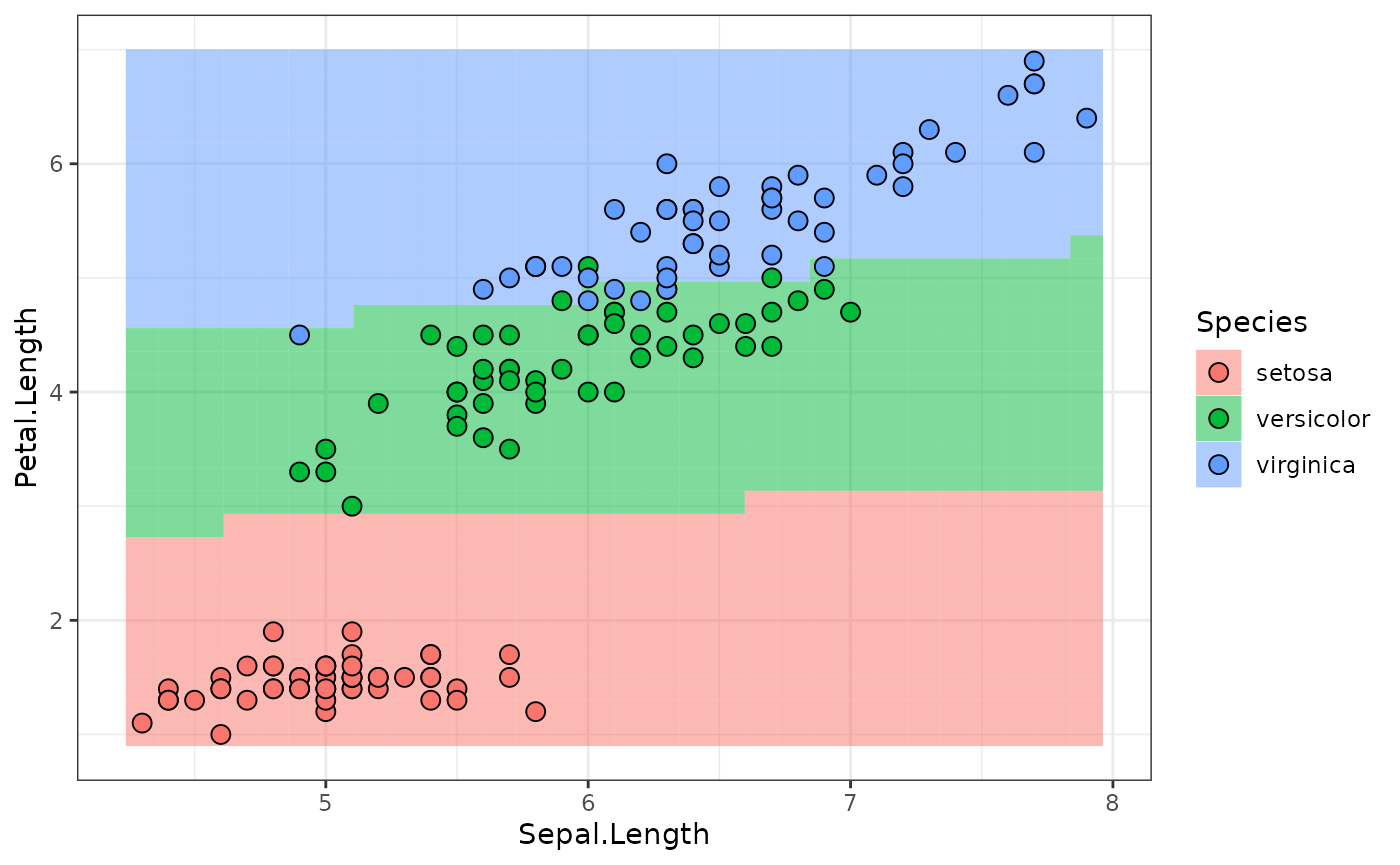 6
4
2
Petal.Length
5 6 7 8
Sepal.Length
Species
setosa
versicolor
virginica